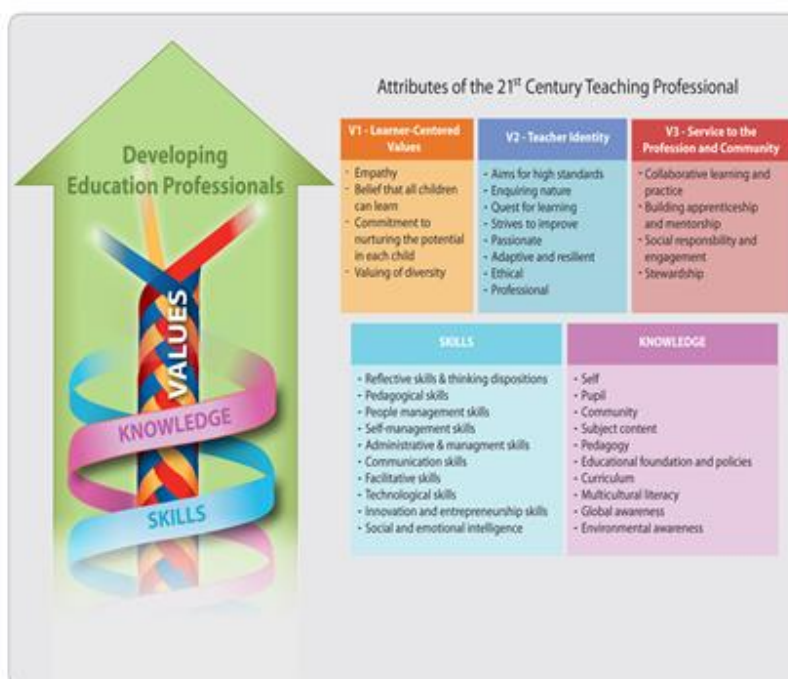 Developing
Education Professionals
VALUES
KNOWLEDGE
SKILLS
Attributes of the 21st Century Teaching Professional
V1 - Learner-Centered
Values
- Empathy
- Belief that all children
can learn
- Commitment to
nurturing the potential
in each child
- Valuing of diversity
V2 - Teacher Identity
- Aims for high standards
- Enquiring nature
- Quest for learning
- Strives to improve
- Passionate
- Adaptive and resilient
- Ethical
- Professional
V3 - Service to the
Profession and Community
- Collaborative learning and
practice
- Building apprenticeship
and mentorship
- Social responsbility and
engagement
- Stewardship
SKILLS
• Reflective skills & thinking dispositions
• Pedagogical skills
• People management skills
• Self-management skills
• Administrative & managment skills
• Communication skills
• Facilitative skills
• Technological skills
• Innovation and entrepreneurship skills
• Social and emotional intelligence
KNOWLEDGE
• Self
• Pupil
• Community
• Subject content
• Pedagogy
• Educational foundation and policies
• Curriculum
• Multicultural literacy
• Global awareness
• Environmental awareness